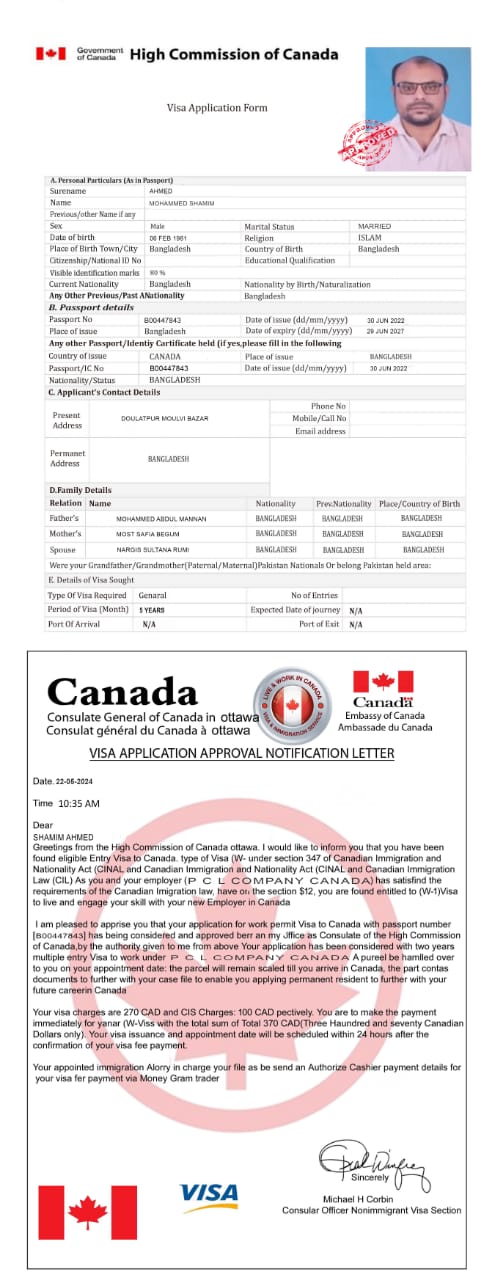 Government
of Canada
High Commission of Canada
Visa Application Form
APPROVED
A. Personal Particulars (As in Passport)
Surename AHMED
Name MOHAMMED SHAMIM
Previous/other Name if any
Sex Male Marital Status MARRIED
Date of birth 06 FEB 1981 Religion ISLAM
Place of Birth Town/City Bangladesh Country of Birth Bangladesh
Citizenship/National ID No Educational Qualification
Visible identification marks 80 %
Current Nationality Bangladesh Nationality by Birth/Naturalization
Any Other Previous/Past ANationality Bangladesh
B. Passport details
Passport No B00447843 Date of issue (dd/mm/yyyy) 30 JUN 2022
Place of issue Bangladesh Date of expiry (dd/mm/yyyy) 29 JUN 2027
Any other Passport/Identiy Cartificate held (if yes,please fill in the following
Country of issue CANADA Place of issue BANGLADESH
Passport/IC No B00447843 Date of issue (dd/mm/yyyy) 30 JUN 2022
Nationality/Status BANGLADESH
C. Applicant's Contact Details
Present Address DOULATPUR MOULVI BAZAR Phone No
Mobile/Call No
Email address
Permanet Address BANGLADESH
D.Family Details
Relation Name Nationality Prev.Nationality Place/Country of Birth
Father's MOHAMMED ABDUL MANNAN BANGLADESH BANGLADESH BANGLADESH
Mother's MOST SAFIA BEGUM BANGLADESH BANGLADESH BANGLADESH
Spouse NARGIS SULTANA RUMI BANGLADESH BANGLADESH BANGLADESH
Were your Grandfather/Grandmother(Paternal/Maternal)Pakistan Nationals Or belong Pakistan held area:
E. Details of Visa Sought
Type Of Visa Required Genaral No of Entries
Period of Visa (Month) 5 YEARS Expected Date of journey N/A
Port Of Arrival N/A Port of Exit N/A
Canada
Consulate General of Canada in ottawa
Consulat général du Canada à ottawa
LIVE & WORK IN CANADA
VISA & IMMIGRATION SERVICE
Canada
Embassy of Canada
Ambassade du Canada
VISA APPLICATION APPROVAL NOTIFICATION LETTER
Date. 22-05-2024
Time 10:35 AM
Dear
SHAMIM AHMED
Greetings from the High Commission of Canada ottawa. I would like to inform you that you have been
found eligible Entry Visa to Canada. type of Visa (W- under section 347 of Canadian Immigration and
Nationality Act (CINAL and Canadian Immigration and Nationality Act (CINAL and Canadian Immigration
Law (CIL) As you and your employer (P C L COMPANY CANADA) has satisfind the
requirements of the Canadian Imigration law, have on the section $12, you are found entitled to (W-1)Visa
to live and engage your skill with your new Employer in Canada
I am pleased to apprise you that your application for work permit Visa to Canada with passport number
[B00447843] has being considered and approved berr an my Jffice as Consulate of the High Commission
of Canada,by the authority given to me from above Your application has been considered with two years
multiple entry Visa to work under P C L COMPANY CANADA A pureel be hamlled over
to you on your appointment date: the parcel will remain scaled till you arrive in Canada, the part contas
documents to further with your case file to enable you applying permanent resident to further with your
future careerin Canada
Your visa charges are 270 CAD and CIS Charges: 100 CAD pectively. You are to make the payment
immediately for yanar (W-Viss with the total sum of Total 370 CAD(Three Haundred and seventy Canadian
Dollars only). Your visa issuance and appointment date will be scheduled within 24 hours after the
confirmation of your visa fee payment.
Your appointed immigration Alorry in charge your file as be send an Authorize Cashier payment details for
your visa fer payment via Money Gram trader
VISA
Sincerely
Michael H Corbin
Consular Officer Nonimmigrant Visa Section